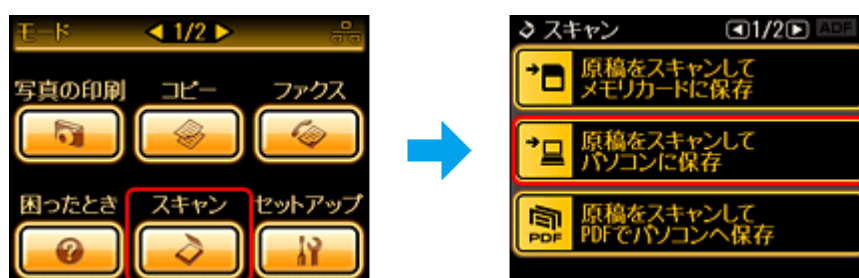 モード ◀ 1/2 ▶
写真の印刷 コピー ファクス
困ったとき スキャン セットアップ
スキャン ◀1/2▶ ADF
原稿をスキャンして
メモリカードに保存
原稿をスキャンして
パソコンに保存
原稿をスキャンして
PDFでパソコンへ保存
PDF